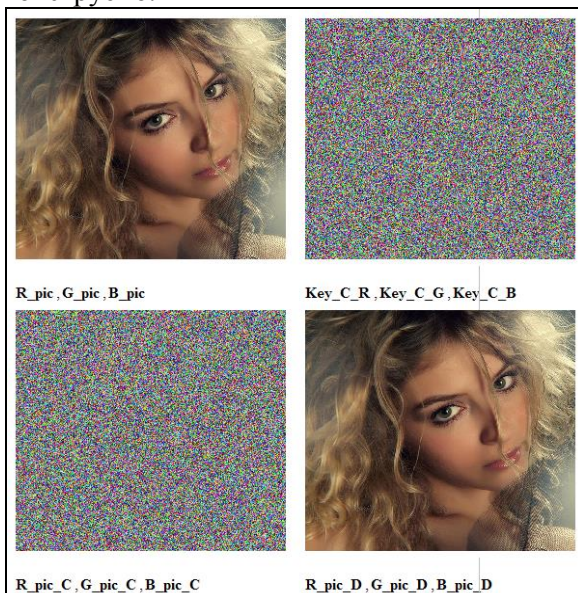 R_pic , G_pic , B_pic
Key_C_R , Key_C_G , Key_C_B
R_pic_C , G_pic_C , B_pic_C
R_pic_D , G_pic_D , B_pic_D